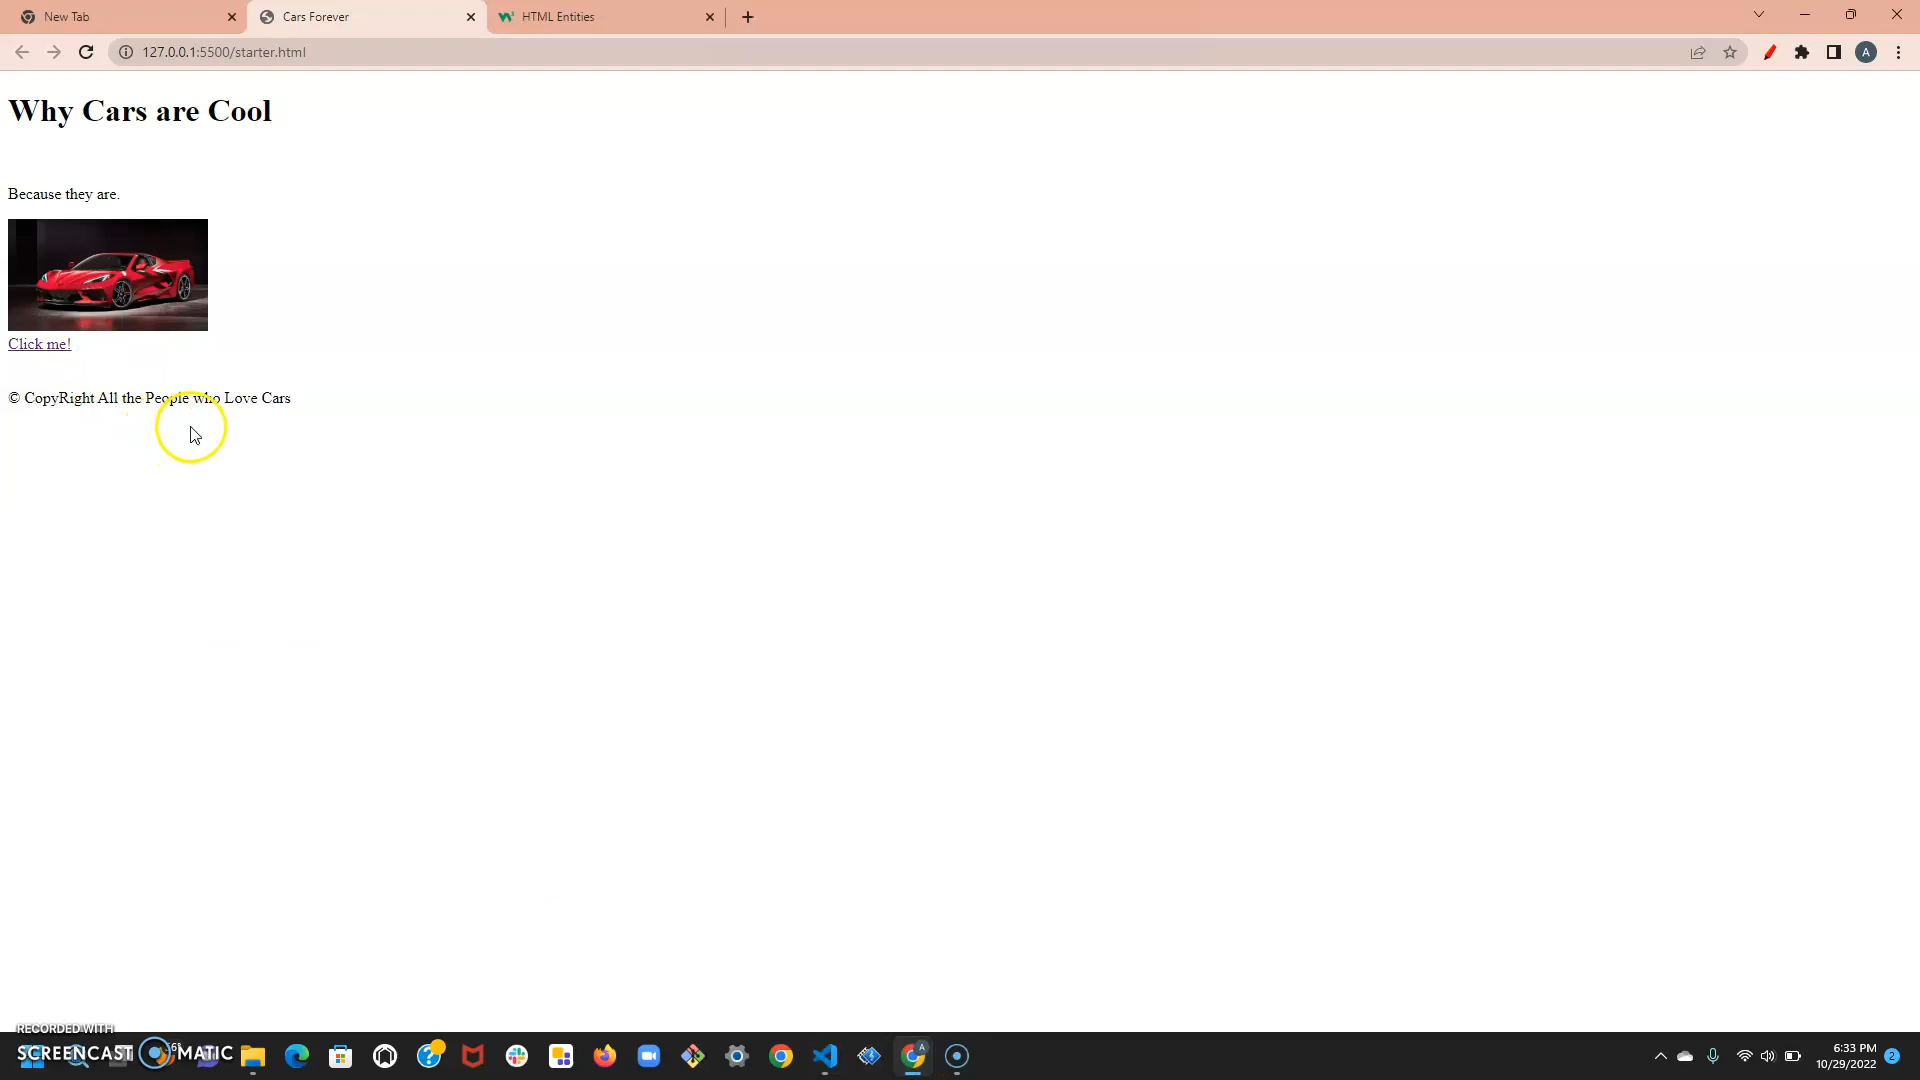 New Tab
Cars Forever
HTML Entities
127.0.0.1:5500/starter.html
A
Why Cars are Cool
Because they are.
Click me!
© CopyRight All the People who Love Cars
RECORDED WITH
SCREENCAST MATIC
A
6:33 PM
10/29/2022
2